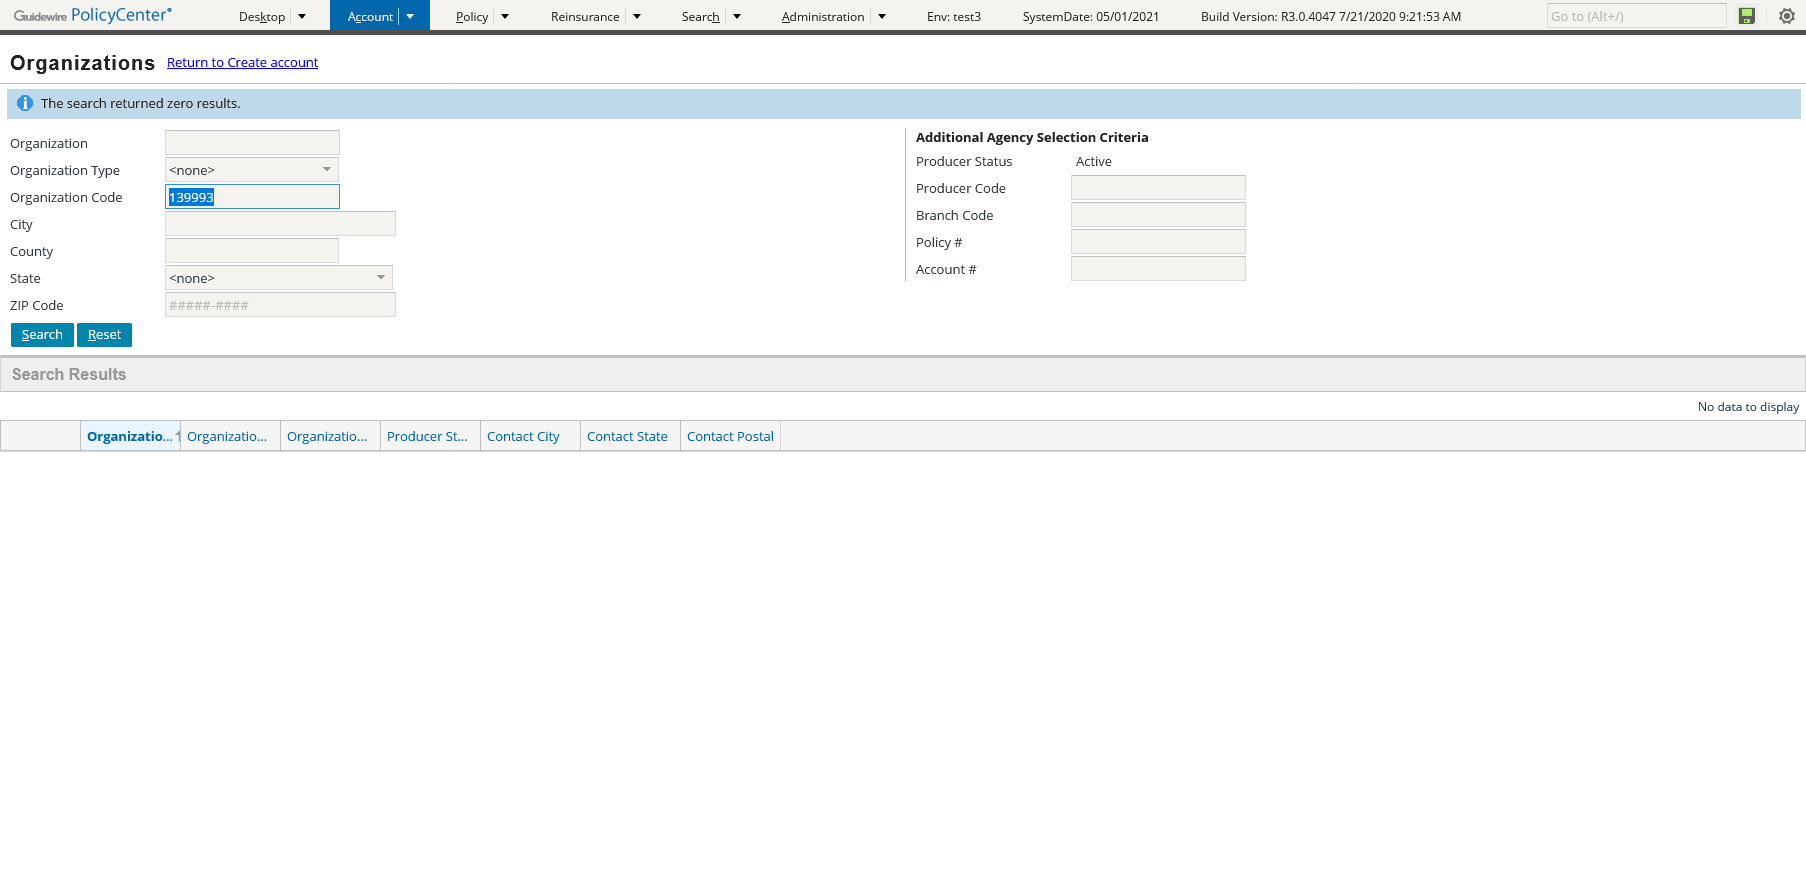 Guidewire PolicyCenter Desktop Account Policy Reinsurance Search Administration Env: test3 SystemDate: 05/01/2021 Build Version: R3.0.4047 7/21/2020 9:21:53 AM Go to (Alt+/)
Organizations Return to Create account
The search returned zero results.
Organization
Organization Type <none>
Organization Code 139993
City
County
State <none>
ZIP Code #####-####
Search Reset
Additional Agency Selection Criteria
Producer Status Active
Producer Code
Branch Code
Policy #
Account #
Search Results
No data to display
Organizatio... Organizatio... Organizatio... Producer St... Contact City Contact State Contact Postal